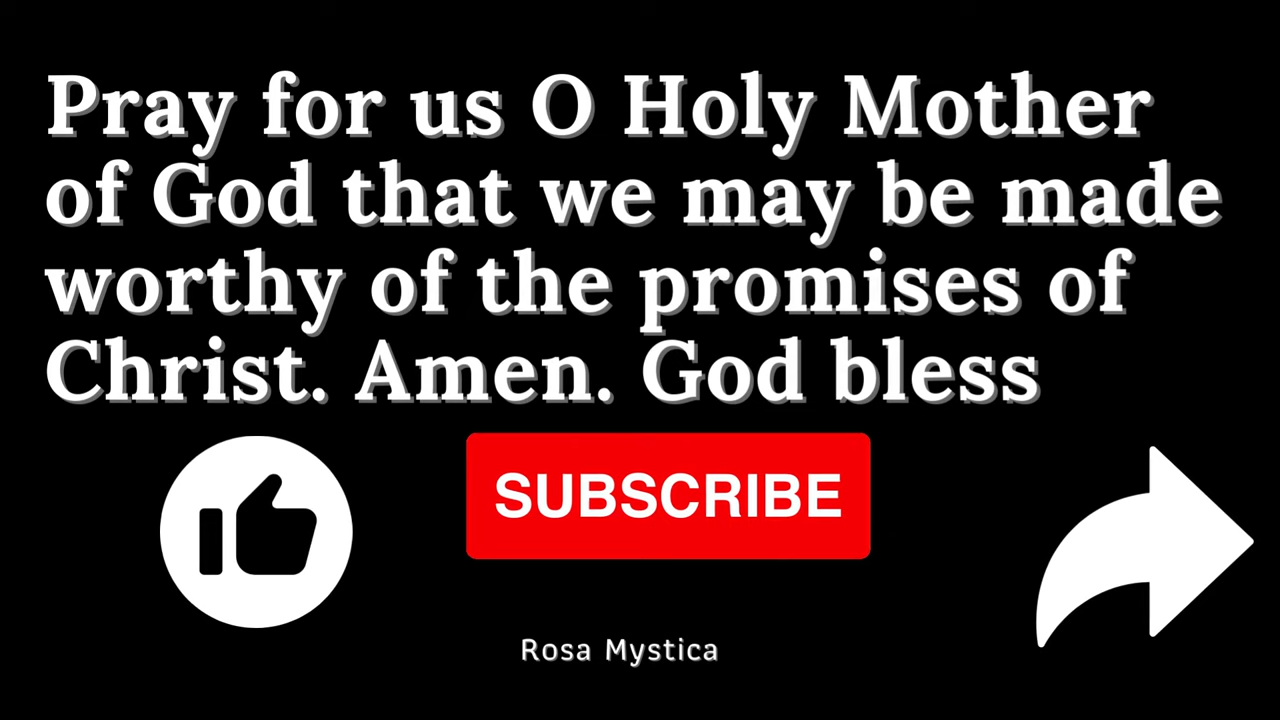 Pray for us O Holy Mother
of God that we may be made
worthy of the promises of
Christ. Amen. God bless
SUBSCRIBE
Rosa Mystica